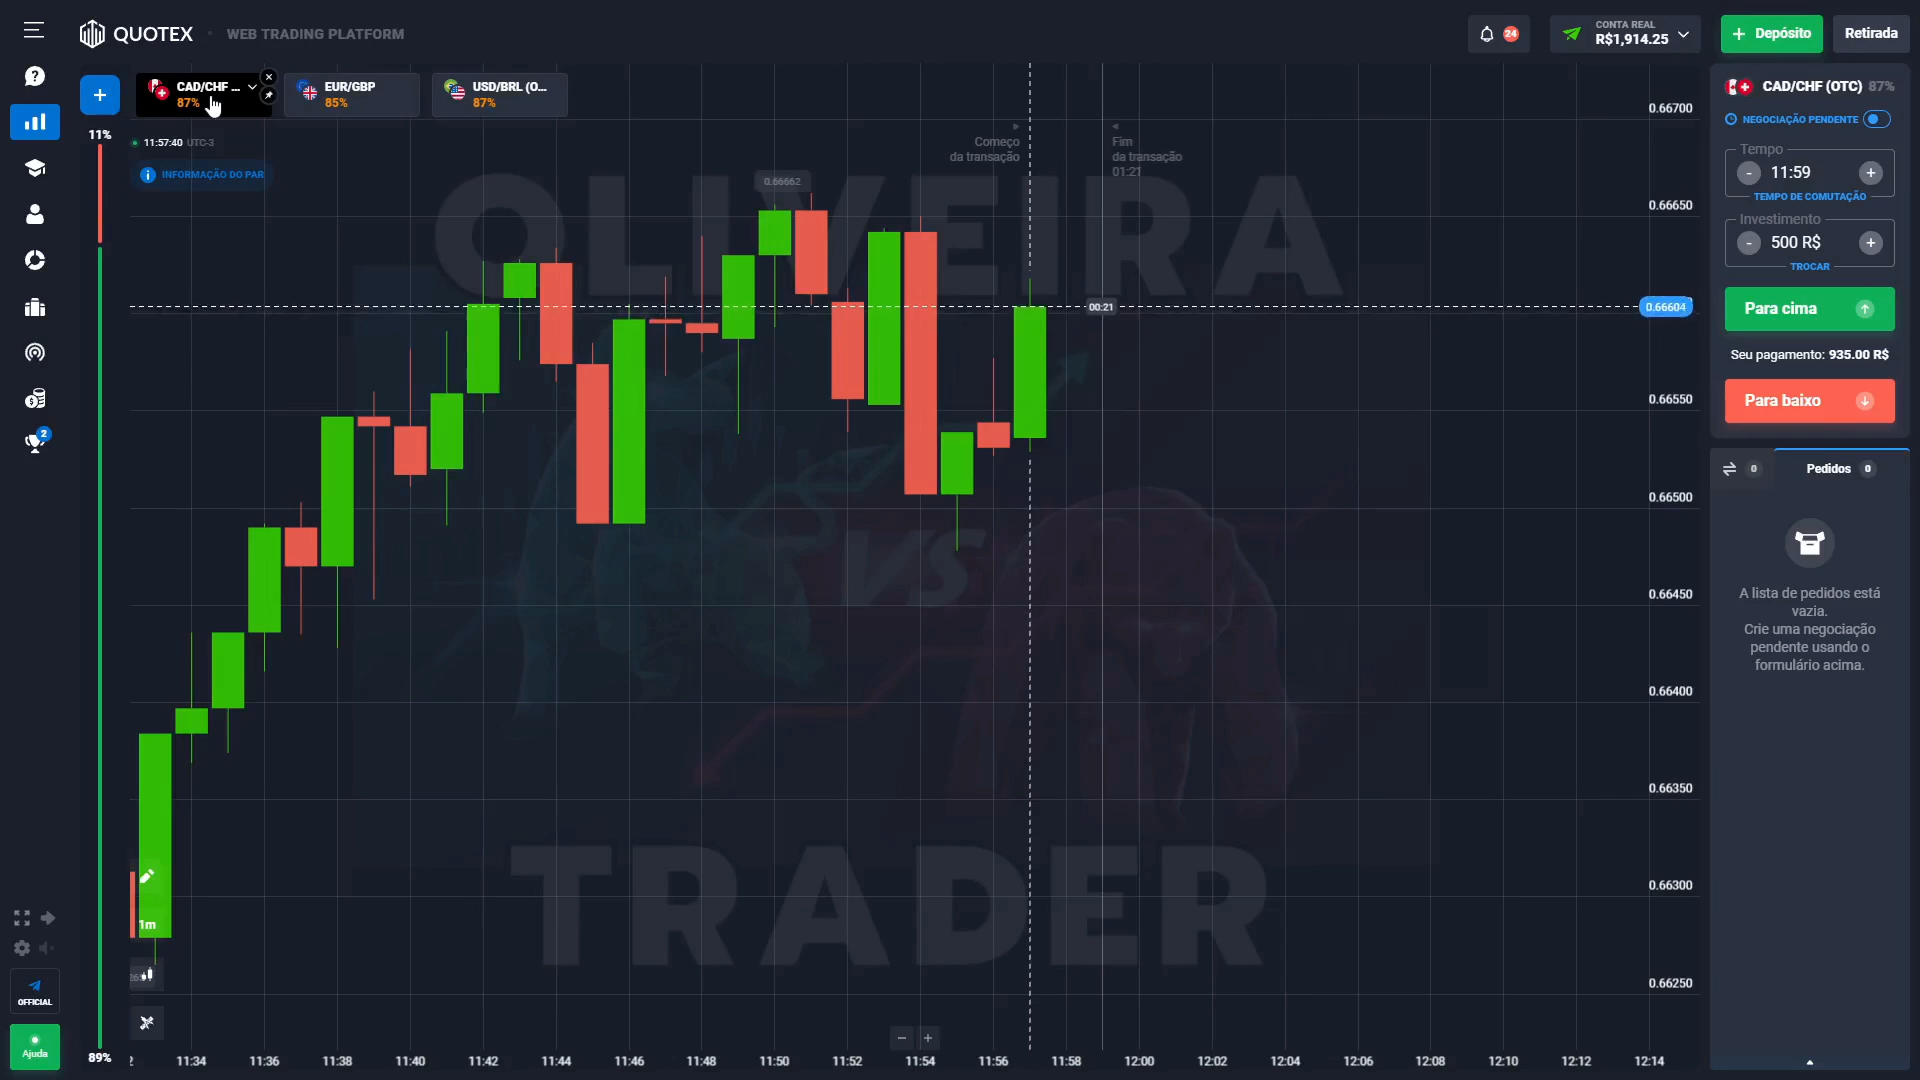 QUOTEX
WEB TRADING PLATFORM
24
CONTA REAL
R$1,914.25
+ Depósito
Retirada
CAD/CHF ...
87%
EUR/GBP
85%
USD/BRL (O...
87%
11%
11:57:40 UTC-3
INFORMAÇÃO DO PAR
Começo
da transação
Fim
da transação
01:21
0.66662
OLIVEIRA
VS
TRADER
00:21
0.66700
0.66650
0.66604
0.66550
0.66500
0.66450
0.66400
0.66350
0.66300
0.66250
CAD/CHF (OTC) 87%
NEGOCIAÇÃO PENDENTE
Tempo
- 11:59 +
TEMPO DE COMUTAÇÃO
Investimento
- 500 R$ +
TROCAR
Para cima
Seu pagamento: 935.00 R$
Para baixo
0
Pedidos 0
A lista de pedidos está
vazia.
Crie uma negociação
pendente usando o
formulário acima.
2
1m
OFFICIAL
Ajuda
89%
11:34
11:36
11:38
11:40
11:42
11:44
11:46
11:48
11:50
11:52
11:54
11:56
11:58
12:00
12:02
12:04
12:06
12:08
12:10
12:12
12:14